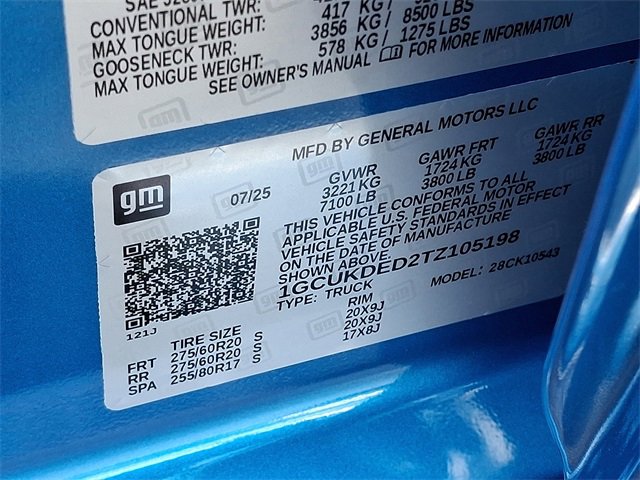 CONVENTIONAL TWR: 417 KG / 8500 LBS
MAX TONGUE WEIGHT: 3856 KG / 1275 LBS
GOOSENECK TWR: 578 KG /
MAX TONGUE WEIGHT:
SEE OWNER'S MANUAL FOR MORE INFORMATION
MFD BY GENERAL MOTORS LLC
gm
07/25
GVWR GAWR FRT GAWR RR
3221 KG 1724 KG 1724 KG
7100 LB 3800 LB 3800 LB
THIS VEHICLE CONFORMS TO ALL
APPLICABLE U.S. FEDERAL MOTOR
VEHICLE SAFETY STANDARDS IN EFFECT
ON THE DATE OF MANUFACTURE
SHOWN ABOVE.
1GCUKDED2TZ105198
TYPE: TRUCK MODEL: 28CK10543
121J
TIRE SIZE RIM
FRT 275/60R20 S 20X9J
RR 275/60R20 S 20X9J
SPA 255/80R17 S 17X8J